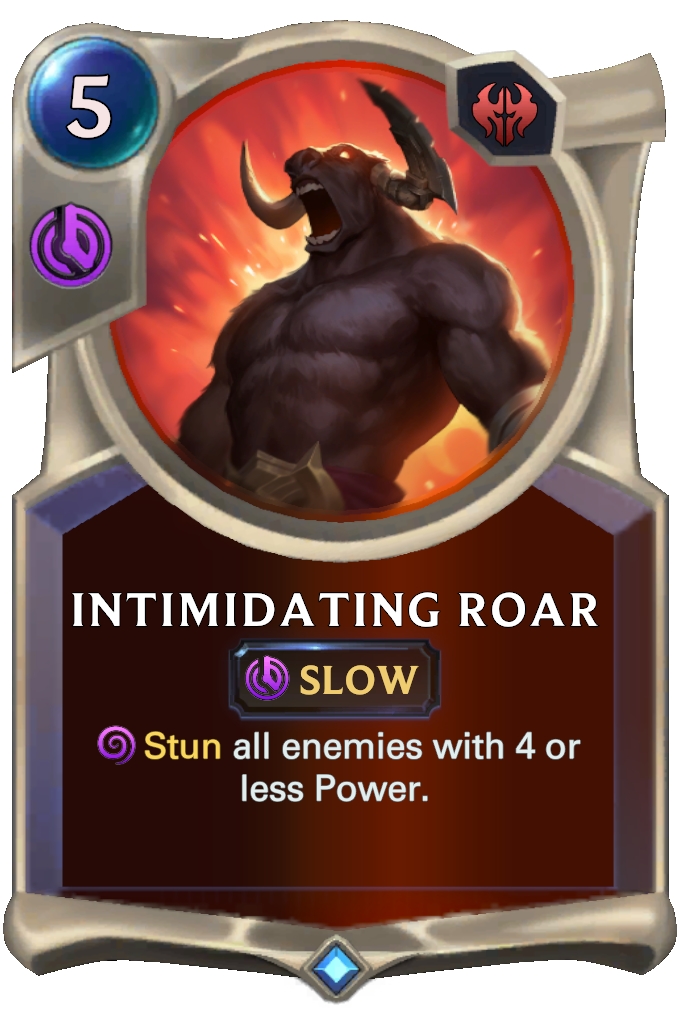 5
INTIMIDATING ROAR
SLOW
Stun all enemies with 4 or
less Power.